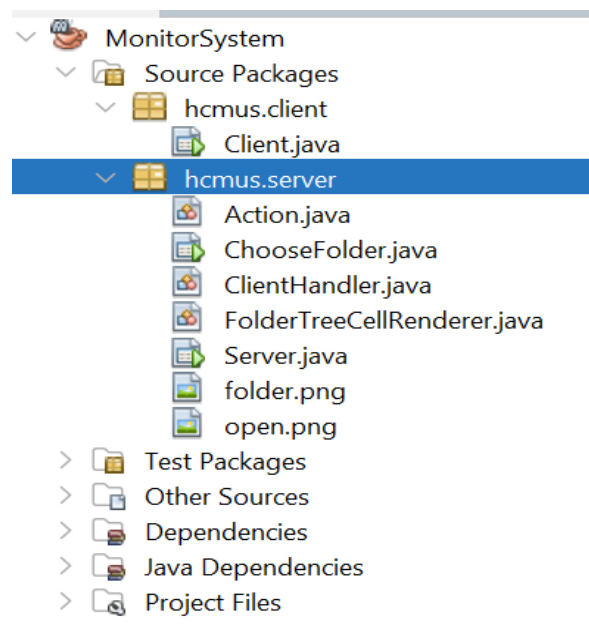 MonitorSystem
Source Packages
hcmus.client
Client.java
hcmus.server
Action.java
ChooseFolder.java
ClientHandler.java
FolderTreeCellRenderer.java
Server.java
folder.png
open.png
Test Packages
Other Sources
Dependencies
Java Dependencies
Project Files